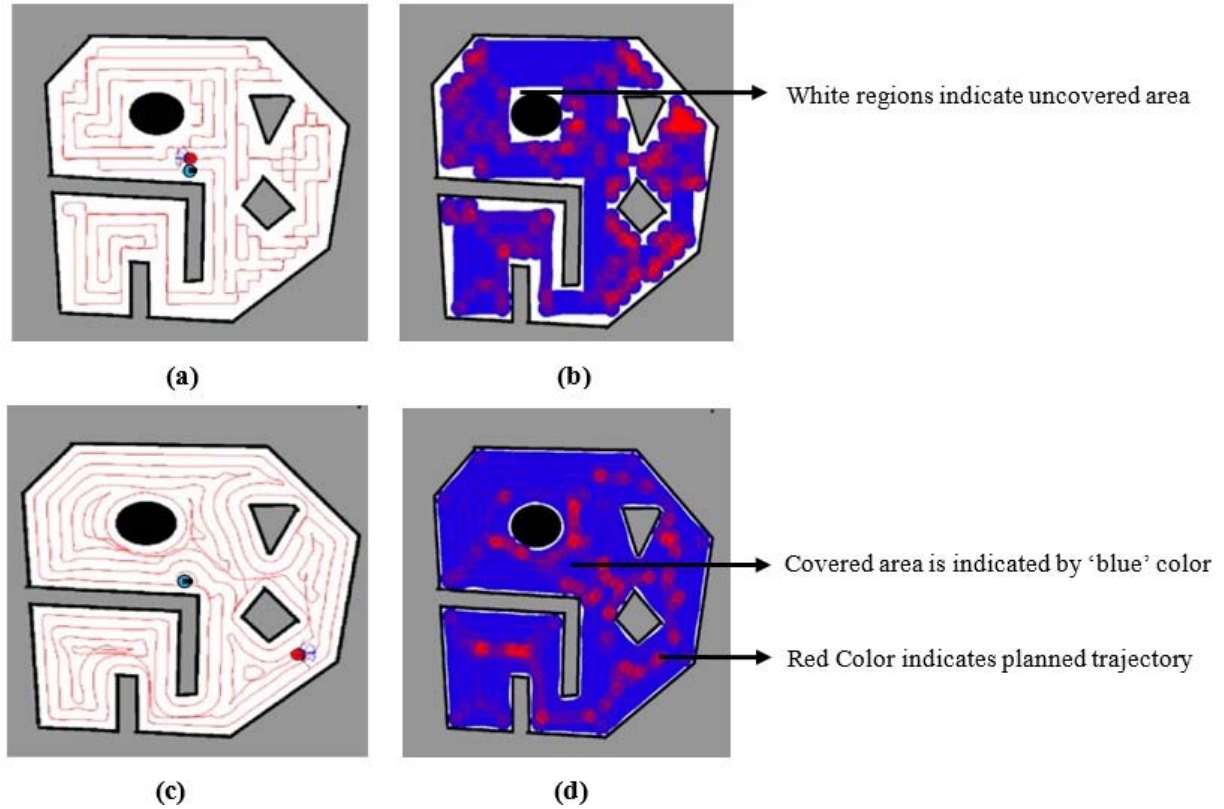 White regions indicate uncovered area
(a)
(b)
Covered area is indicated by ‘blue’ color
Red Color indicates planned trajectory
(c)
(d)